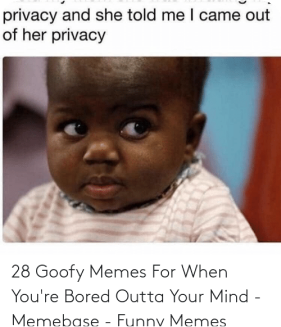 privacy and she told me I came out
of her privacy
28 Goofy Memes For When
You're Bored Outta Your Mind -
Memebase - Funny Memes